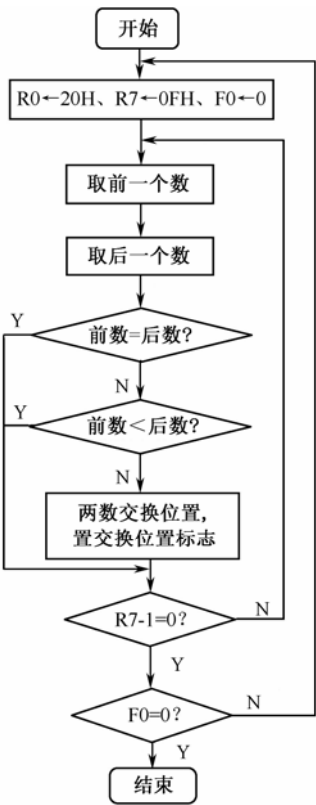 开始
R0←20H、R7←0FH、F0←0
取前一个数
取后一个数
Y
前数=后数?
N
Y
前数＜后数?
N
两数交换位置，
置交换位置标志
R7-1=0?
N
Y
F0=0?
N
Y
结束